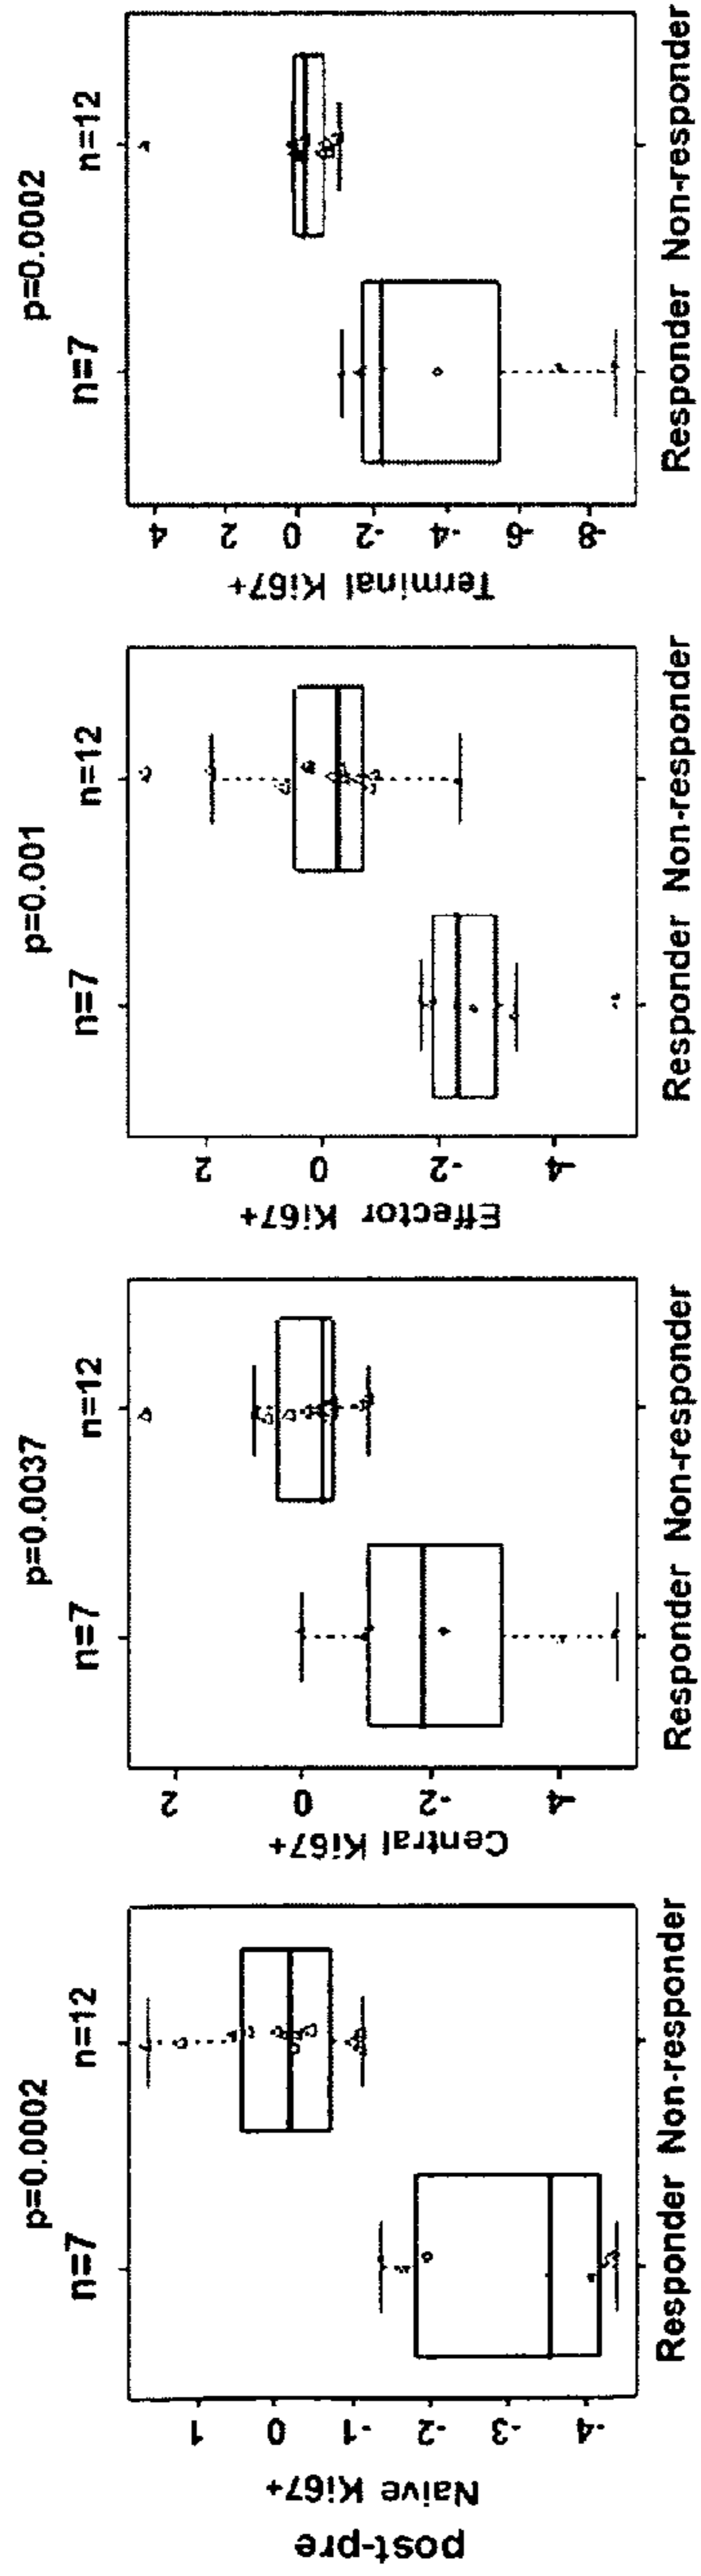 post-pre
p=0.0002
n=7 n=12
Naive Ki67+
1
0
-1
-2
-3
-4
Responder Non-responder
p=0.0037
n=7 n=12
Central Ki67+
2
0
-2
-4
Responder Non-responder
p=0.001
n=7 n=12
Effector Ki67+
2
0
-2
-4
Responder Non-responder
p=0.0002
n=7 n=12
Terminal Ki67+
4
2
0
-2
-4
-6
-8
Responder Non-responder